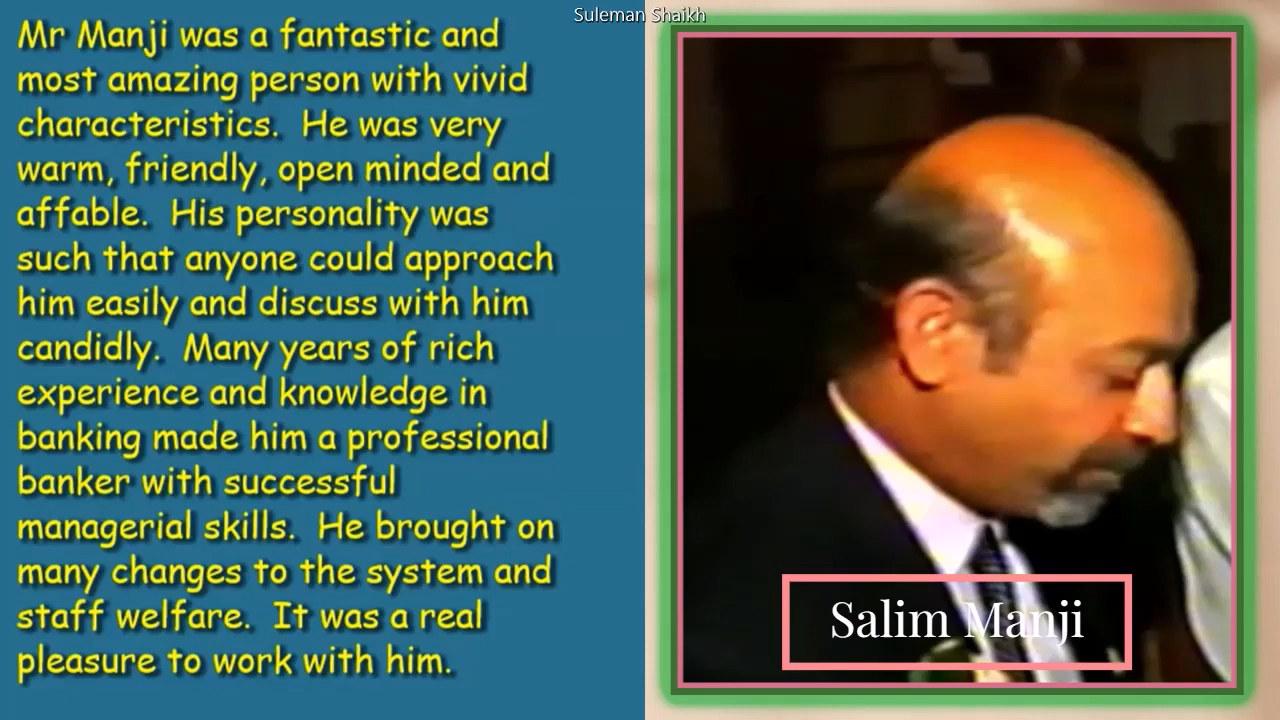 Suleman Shaikh
Mr Manji was a fantastic and
most amazing person with vivid
characteristics.  He was very
warm, friendly, open minded and
affable.  His personality was
such that anyone could approach
him easily and discuss with him
candidly.  Many years of rich
experience and knowledge in
banking made him a professional
banker with successful
managerial skills.  He brought on
many changes to the system and
staff welfare.  It was a real
pleasure to work with him.
Salim Manji